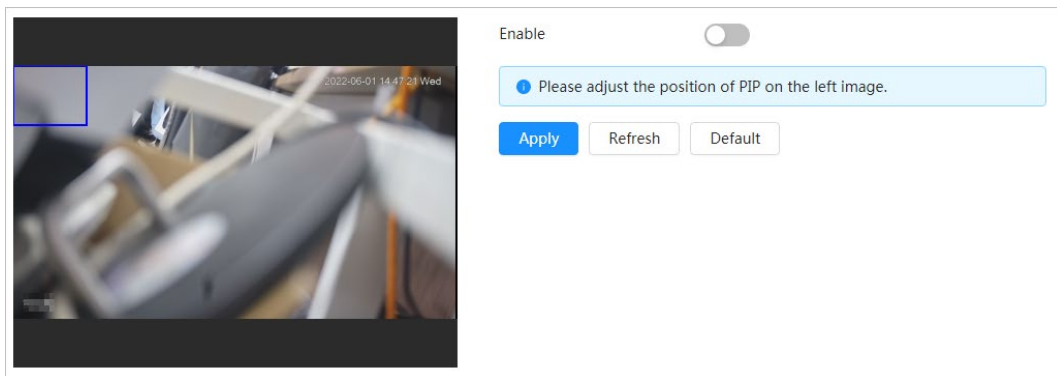 Enable
2022-06-01 14:47:21 Wed
Please adjust the position of PIP on the left image.
Apply
Refresh
Default